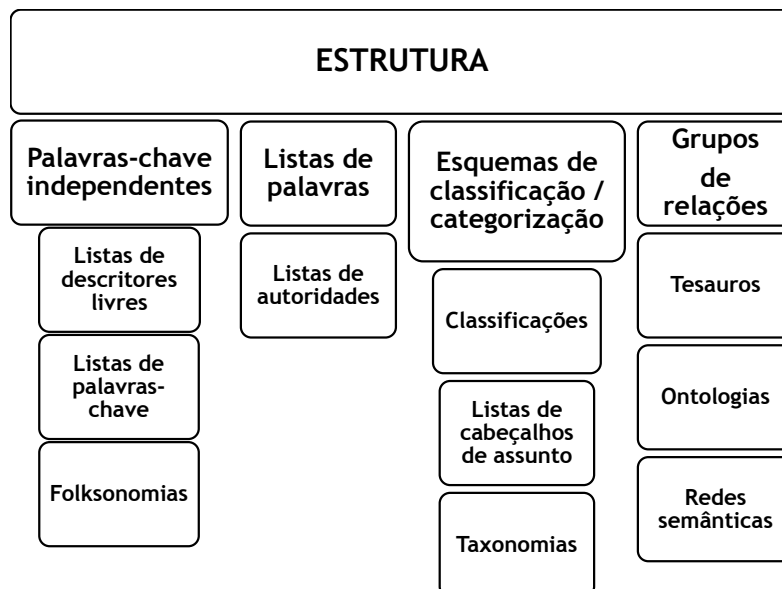 ESTRUTURA
Palavras-chave
independentes
Listas de
descritores
livres
Listas de
palavras-
chave
Folksonomias
Listas de
palavras
Listas de
autoridades
Esquemas de
classificação /
categorização
Classificações
Listas de
cabeçalhos
de assunto
Taxonomias
Grupos
de
relações
Tesauros
Ontologias
Redes
semânticas